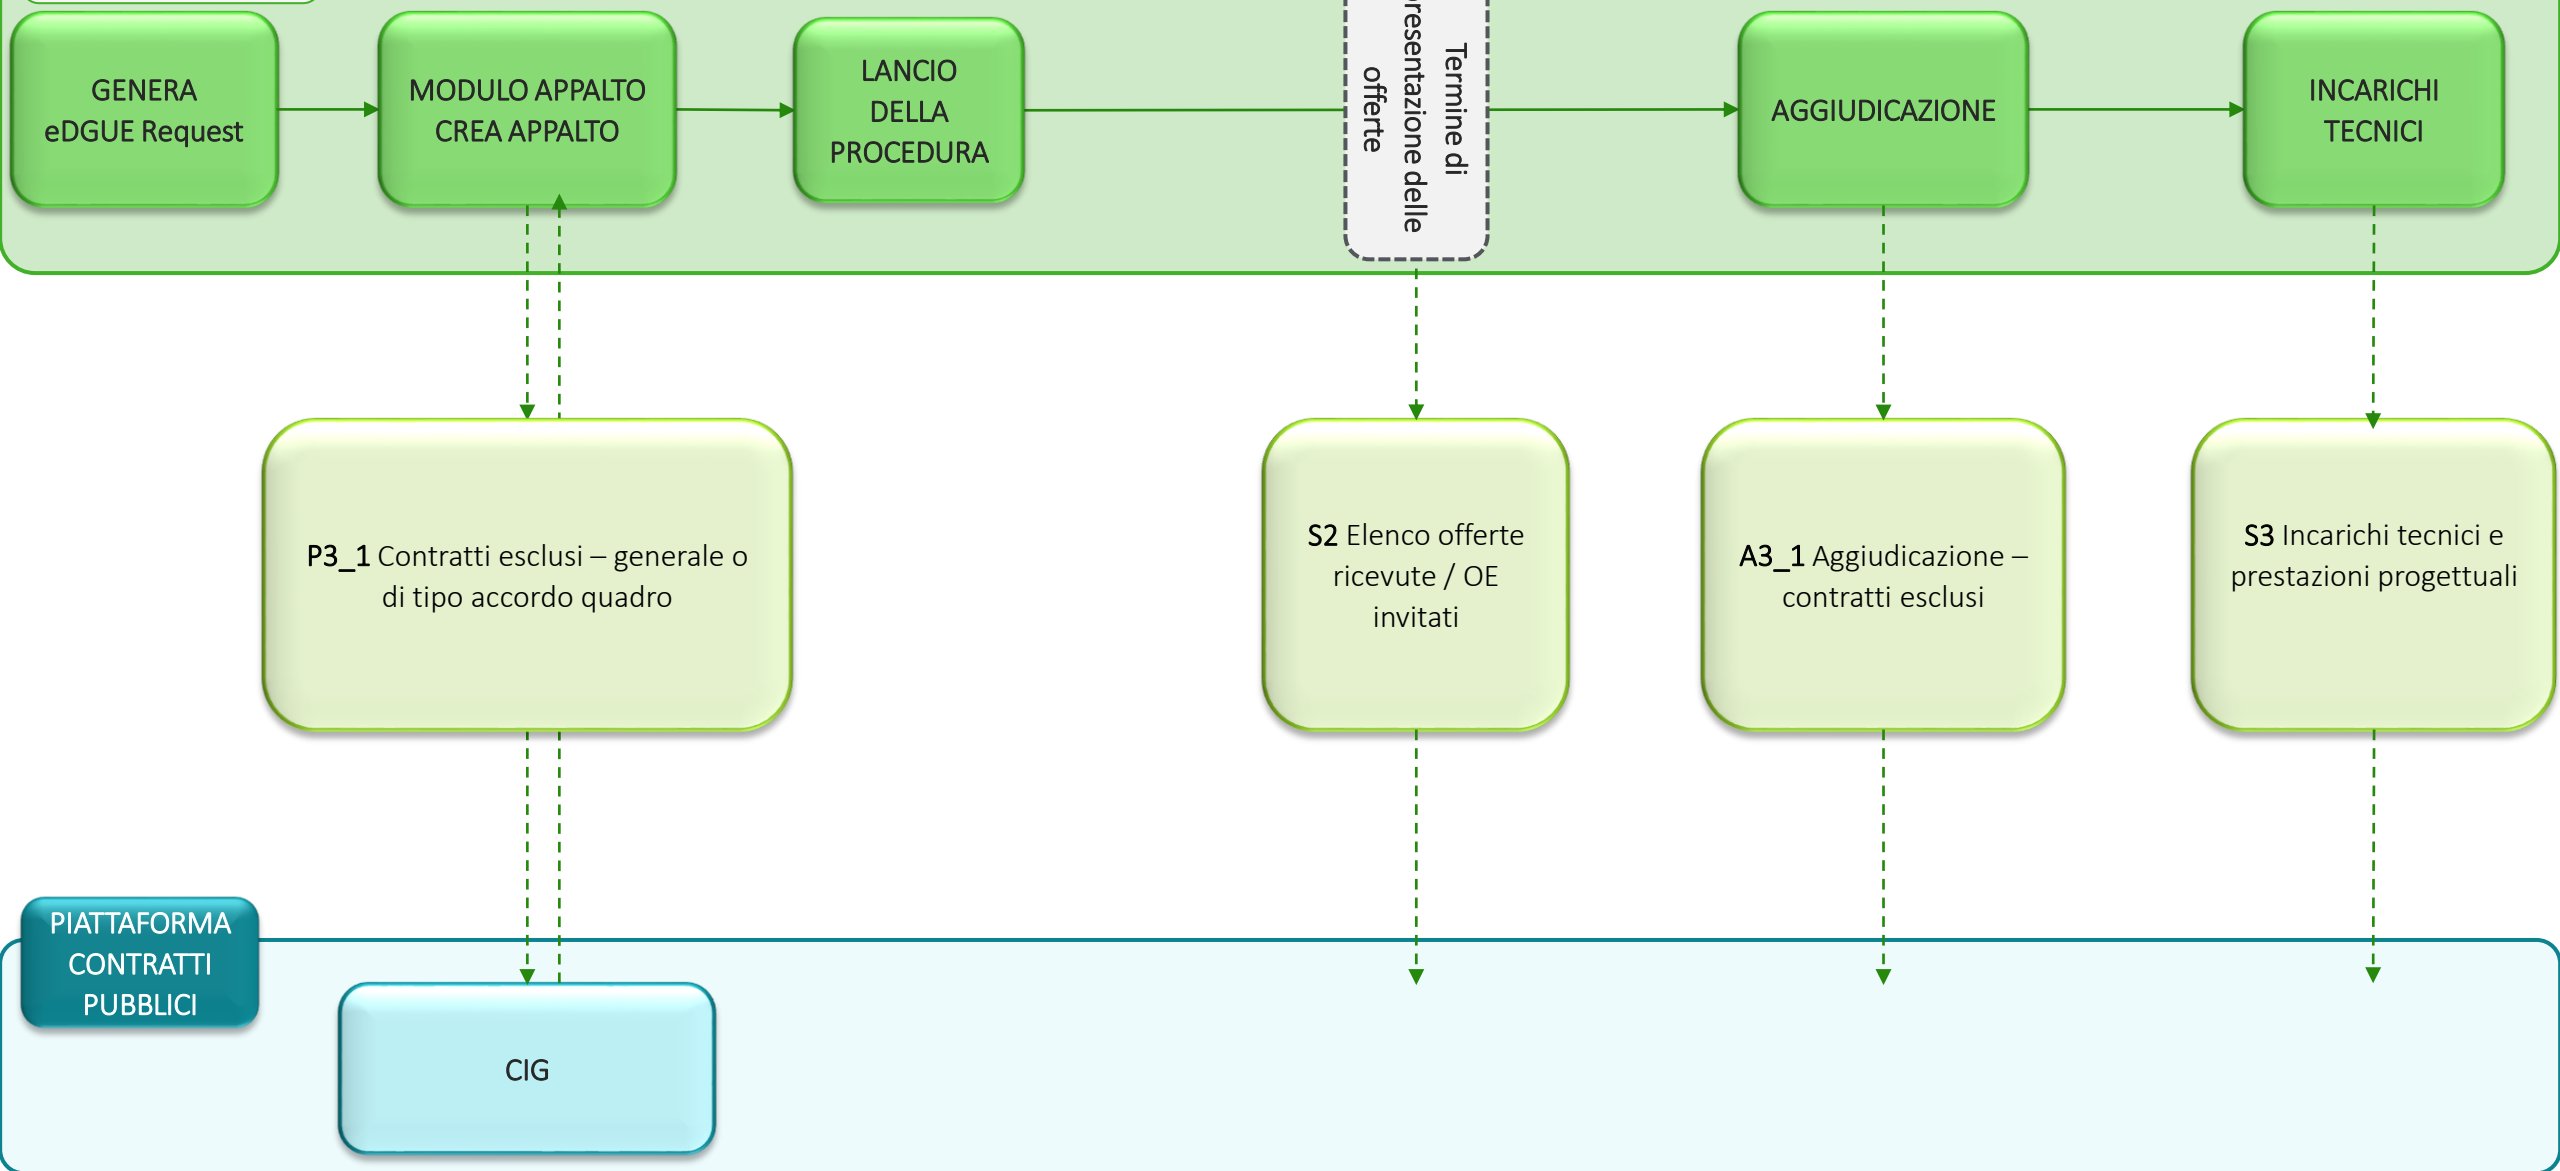 GENERA
eDGUE Request
MODULO APPALTO
CREA APPALTO
LANCIO
DELLA
PROCEDURA
Termine di
presentazione delle
offerte
AGGIUDICAZIONE
INCARICHI
TECNICI
P3_1 Contratti esclusi – generale o
di tipo accordo quadro
S2 Elenco offerte
ricevute / OE
invitati
A3_1 Aggiudicazione –
contratti esclusi
S3 Incarichi tecnici e
prestazioni progettuali
PIATTAFORMA
CONTRATTI
PUBBLICI
CIG